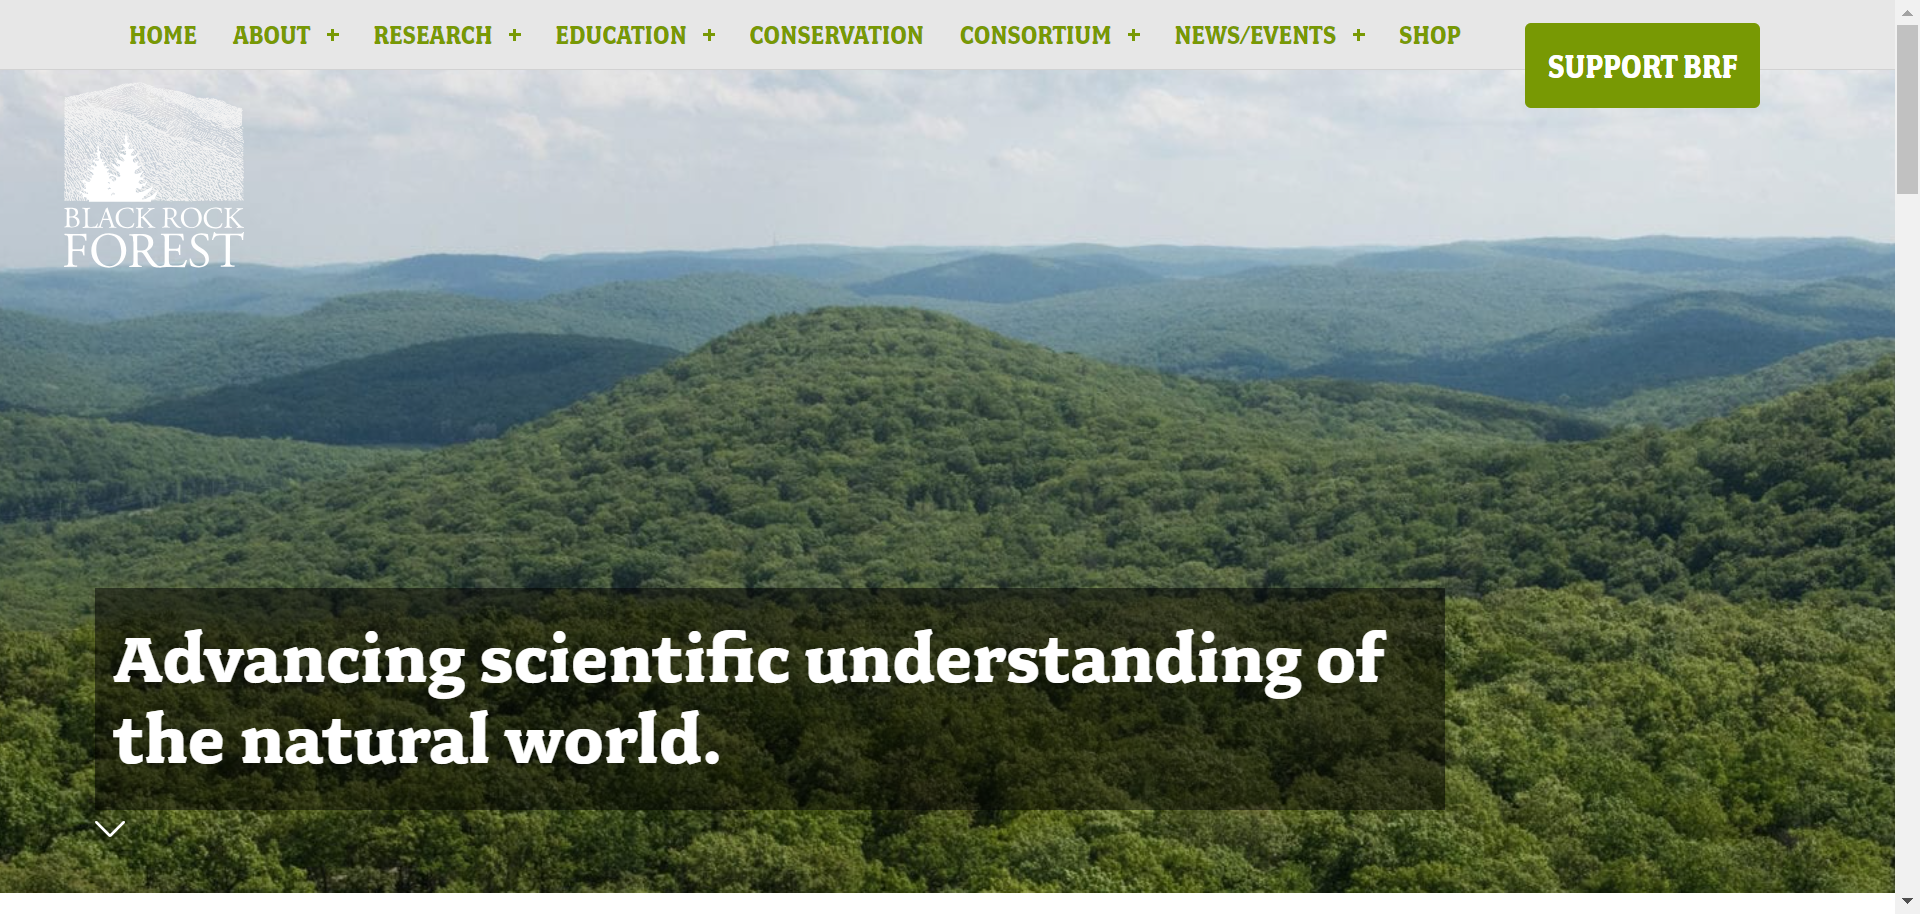 HOME ABOUT + RESEARCH + EDUCATION + CONSERVATION CONSORTIUM + NEWS/EVENTS + SHOP
SUPPORT BRF
BLACK ROCK
FOREST
Advancing scientific understanding of
the natural world.